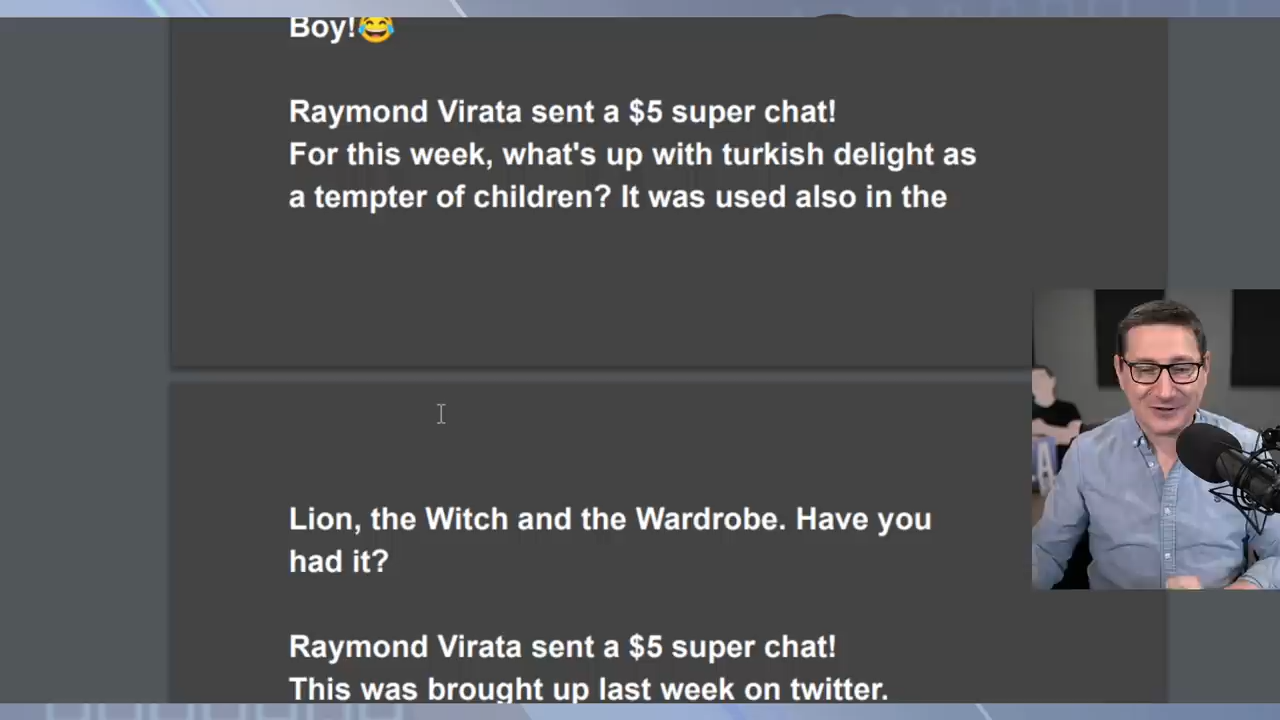 Boy!😂
Raymond Virata sent a $5 super chat!
For this week, what's up with turkish delight as
a tempter of children? It was used also in the
Lion, the Witch and the Wardrobe. Have you
had it?
Raymond Virata sent a $5 super chat!
This was brought up last week on twitter.